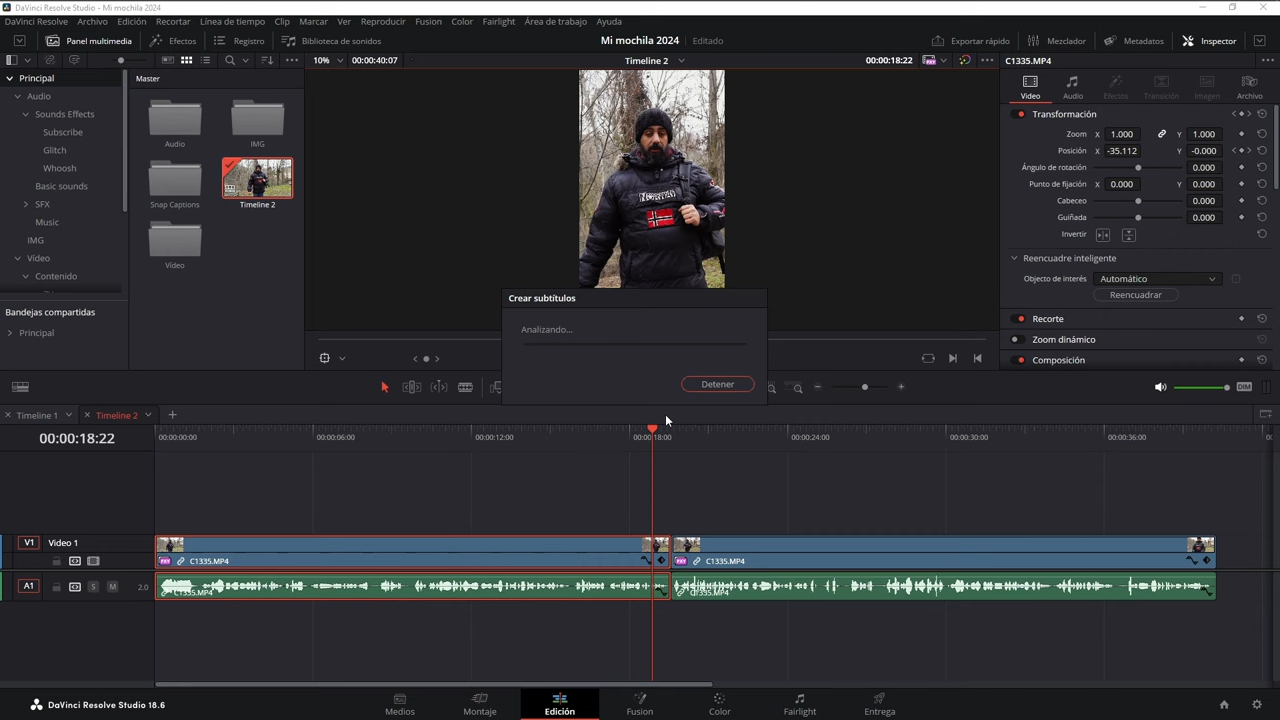 DaVinci Resolve Studio - Mi mochila 2024
DaVinci Resolve Archivo Edición Recortar Línea de tiempo Clip Marcar Ver Reproducir Fusion Color Fairlight Área de trabajo Ayuda
Panel multimedia Efectos Registro Biblioteca de sonidos Mi mochila 2024 Editado Exportar rápido Mezclador Metadatos Inspector
10% 00:00:40:07 Timeline 2 00:00:18:22 C1335.MP4
Principal
Master
Audio
Sounds Effects
Subscribe
Glitch
Whoosh
Basic sounds
SFX
Music
IMG
Vídeo
Contenido
Bandejas compartidas
Principal
Audio IMG
Snap Captions Timeline 2
Vídeo
Video Audio Efectos Transición Imagen Archivo
Transformación
Zoom X 1.000 Y 1.000
Posición X -35.112 Y -0.000
Ángulo de rotación 0.000
Punto de fijación X 0.000 Y 0.000
Cabeceo 0.000
Guiñada 0.000
Invertir
Reencuadre inteligente
Objecto de interés Automático
Reencuadrar
Recorte
Zoom dinámico
Composición
Crear subtítulos
Analizando...
Detener
DIM
Timeline 1 Timeline 2
00:00:18:22
00:00:00:00 00:00:06:00 00:00:12:00 00:00:18:00 00:00:24:00 00:00:30:00 00:00:36:00
V1 Video 1
C1335.MP4 C1335.MP4
A1 S M 2.0
C1335.MP4 C1335.MP4
DaVinci Resolve Studio 18.6
Medios Montaje Edición Fusion Color Fairlight Entrega